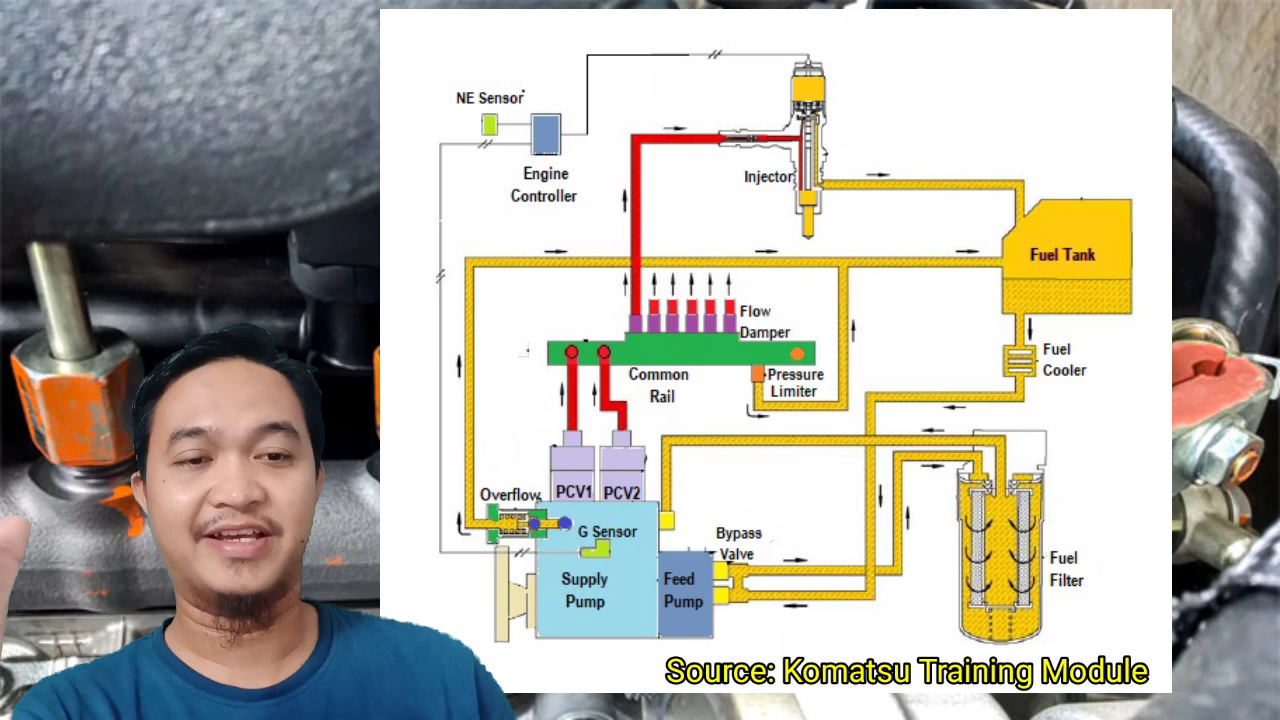 NE Sensor
Engine
Controller
Injector
Fuel Tank
Flow
Damper
Fuel
Cooler
Common
Rail
Pressure
Limiter
PCV1
PCV2
Overflow
G Sensor
Bypass
Valve
Supply
Pump
Feed
Pump
Fuel
Filter
Source: Komatsu Training Module